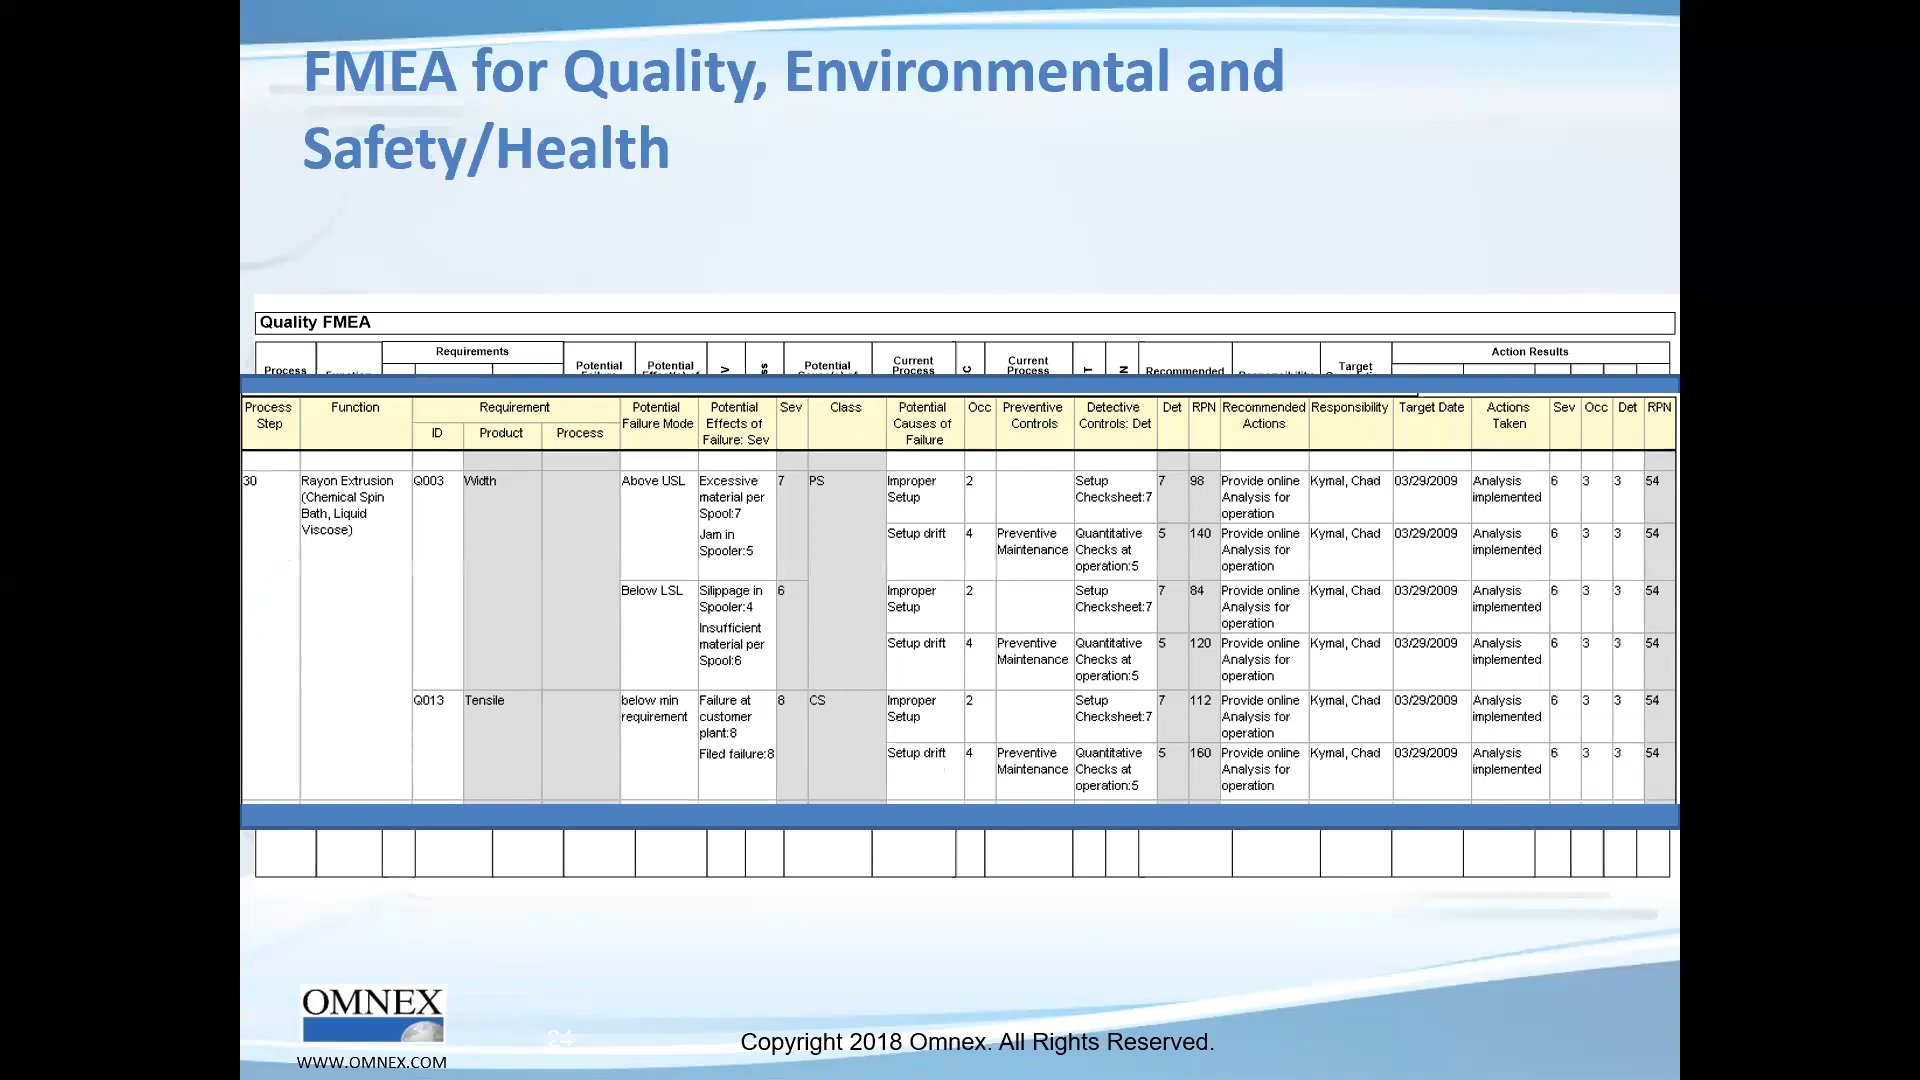 FMEA for Quality, Environmental and
Safety/Health
Quality FMEA
Requirements
Action Results
Process
Potential
Potential
V
ss
Potential
Current
Process
C
Current
Process
T
N
Recommended
Target
Process Step Function Requirement Potential Failure Mode Potential Effects of Failure: Sev Sev Class Potential Causes of Failure Occ Preventive Controls Detective Controls: Det Det RPN Recommended Actions Responsibility Target Date Actions Taken Sev Occ Det RPN
ID Product Process
30 Rayon Extrusion Q003 Width Above USL Excessive 7 PS Improper 2 Setup 7 98 Provide online Kymal, Chad 03/29/2009 Analysis 6 3 3 54
(Chemical Spin material per Setup Checksheet:7 Analysis for implemented
Bath, Liquid Spool:7 operation
Viscose) Jam in Setup drift 4 Preventive Quantitative 5 140 Provide online Kymal, Chad 03/29/2009 Analysis 6 3 3 54
Spooler:5 Maintenance Checks at Analysis for implemented
operation:5 operation
Below LSL Silippage in 6 Improper 2 Setup 7 84 Provide online Kymal, Chad 03/29/2009 Analysis 6 3 3 54
Spooler:4 Setup Checksheet:7 Analysis for implemented
Insufficient operation
material per Setup drift 4 Preventive Quantitative 5 120 Provide online Kymal, Chad 03/29/2009 Analysis 6 3 3 54
Spool:6 Maintenance Checks at Analysis for implemented
operation:5 operation
Q013 Tensile below min Failure at 8 CS Improper 2 Setup 7 112 Provide online Kymal, Chad 03/29/2009 Analysis 6 3 3 54
requirement customer Setup Checksheet:7 Analysis for implemented
plant:8 operation
Filed failure:8 Setup drift 4 Preventive Quantitative 5 160 Provide online Kymal, Chad 03/29/2009 Analysis 6 3 3 54
Maintenance Checks at Analysis for implemented
operation:5 operation
OMNEX
WWW.OMNEX.COM
24
Copyright 2018 Omnex. All Rights Reserved.